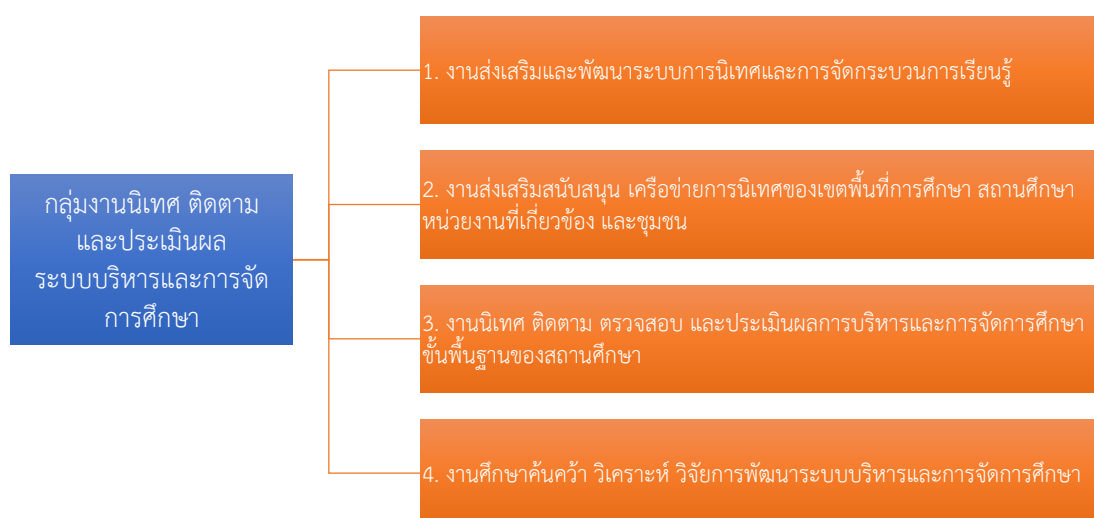 กลุ่มงานนิเทศ ติดตาม
และประเมินผล
ระบบบริหารและการจัด
การศึกษา
1. งานส่งเสริมและพัฒนาระบบการนิเทศและการจัดกระบวนการเรียนรู้
2. งานส่งเสริมสนับสนุน เครือข่ายการนิเทศของเขตพื้นที่การศึกษา สถานศึกษา
หน่วยงานที่เกี่ยวข้อง และชุมชน
3. งานนิเทศ ติดตาม ตรวจสอบ และประเมินผลการบริหารและการจัดการศึกษา
ขั้นพื้นฐานของสถานศึกษา
4. งานศึกษาค้นคว้า วิเคราะห์ วิจัยการพัฒนาระบบบริหารและการจัดการศึกษา